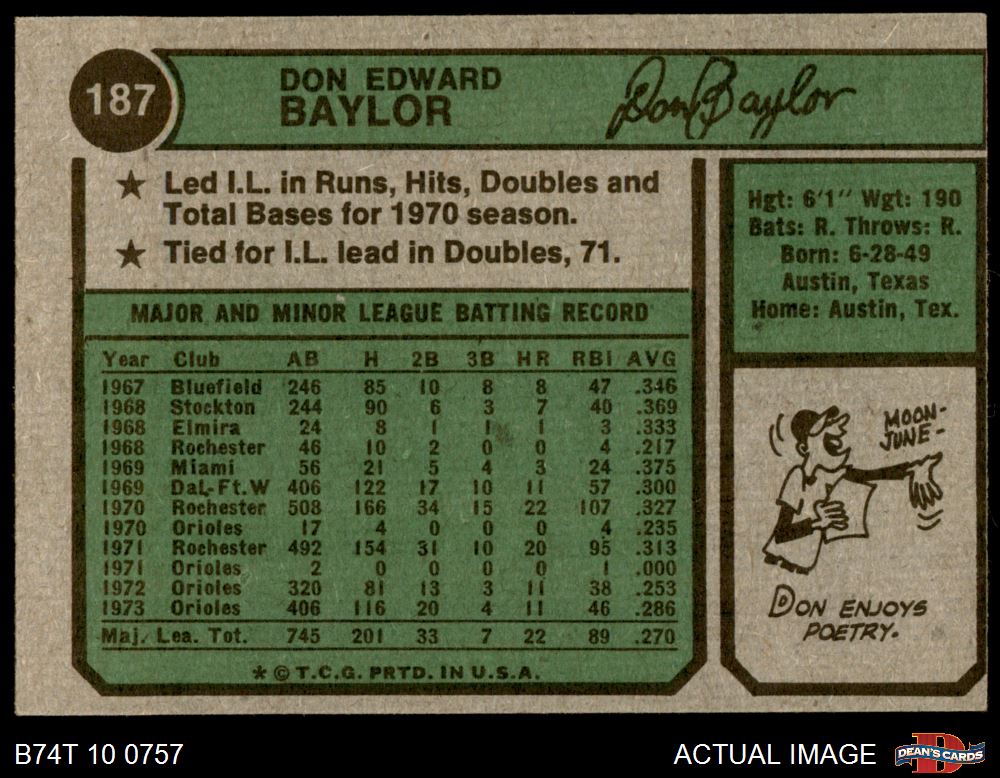 187
DON EDWARD
BAYLOR
Don Baylor
★ Led I.L. in Runs, Hits, Doubles and
Total Bases for 1970 season.
★ Tied for I.L. lead in Doubles, 71.
MAJOR AND MINOR LEAGUE BATTING RECORD
Year Club AB H 2B 3B HR RBI AVG
1967 Bluefield 246 85 10 8 8 47 .346
1968 Stockton 244 90 6 3 7 40 .369
1968 Elmira 24 8 1 1 1 3 .333
1968 Rochester 46 10 2 0 0 4 .217
1969 Miami 56 21 5 4 3 24 .375
1969 Dal.-Ft.W 406 122 17 10 11 57 .300
1970 Rochester 508 166 34 15 22 107 .327
1970 Orioles 17 4 0 0 0 4 .235
1971 Rochester 492 154 31 10 20 95 .313
1971 Orioles 2 0 0 0 0 1 .000
1972 Orioles 320 81 13 3 11 38 .253
1973 Orioles 406 116 20 4 11 46 .286
Maj. Lea. Tot. 745 201 33 7 22 89 .270
* © T.C.G. PRTD. IN U.S.A.
Hgt: 6'1" Wgt: 190
Bats: R. Throws: R.
Born: 6-28-49
Austin, Texas
Home: Austin, Tex.
MOON-
JUNE-
DON ENJOYS
POETRY.
B74T 10 0757
ACTUAL IMAGE
DEAN'S CARDS